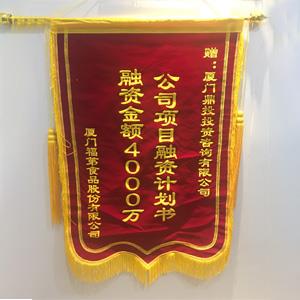 赠：厦门鼎投投资咨询有限公司
公司项目融资计划书
融资金额4000万
厦门福茀食品股份有限公司